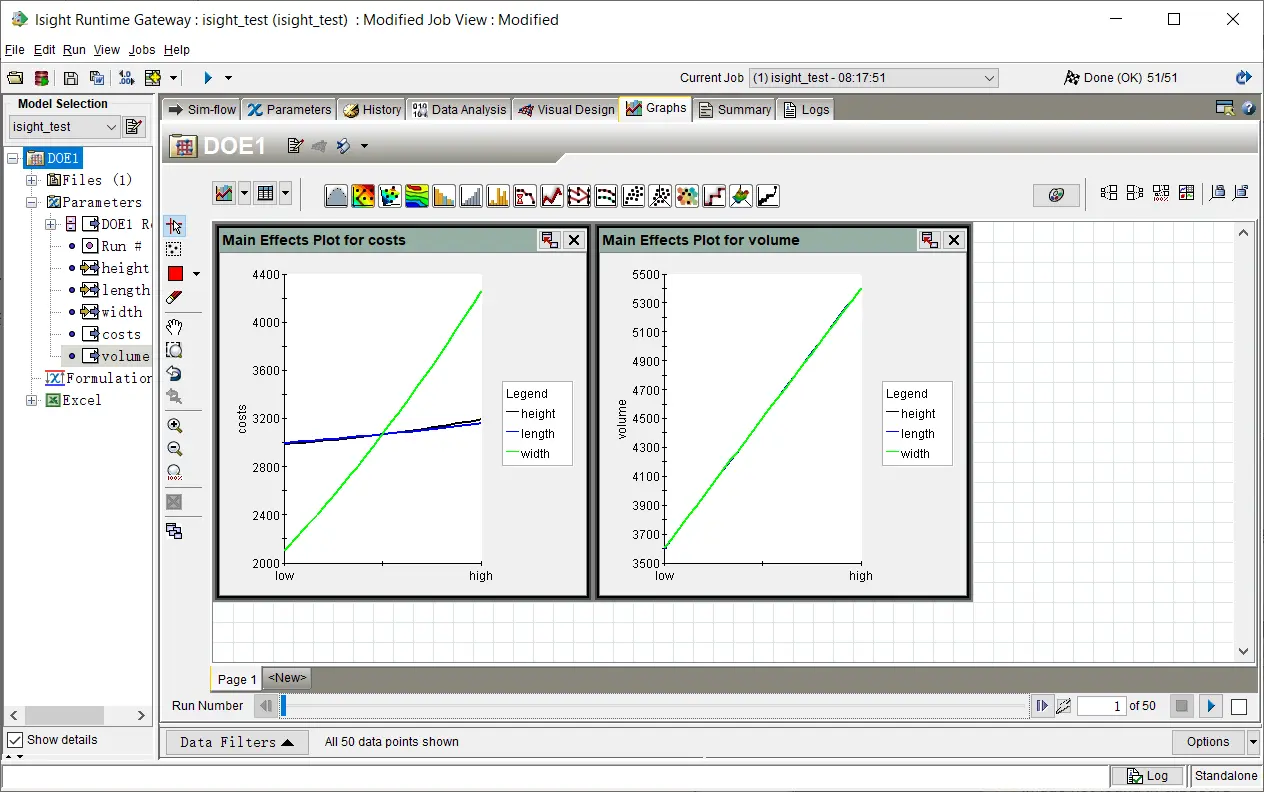 Isight Runtime Gateway : isight_test (isight_test) : Modified Job View : Modified
File Edit Run View Jobs Help
Current Job (1) isight_test - 08:17:51 Done (OK) 51/51
Model Selection
isight_test
Sim-flow Parameters History Data Analysis Visual Design Graphs Summary Logs
DOE1
DOE1
Files (1)
Parameters
DOE1 Re
Run #
height
length
width
costs
volume
Formulation
Excel
Show details
Main Effects Plot for costs
4400
4000
3600
3200
2800
2400
2000
costs
low high
Legend
height
length
width
Main Effects Plot for volume
5500
5300
5100
4900
4700
4500
4300
4100
3900
3700
3500
volume
low high
Legend
height
length
width
Page 1 <New>
Run Number 1 of 50
Data Filters All 50 data points shown Options
Log Standalone